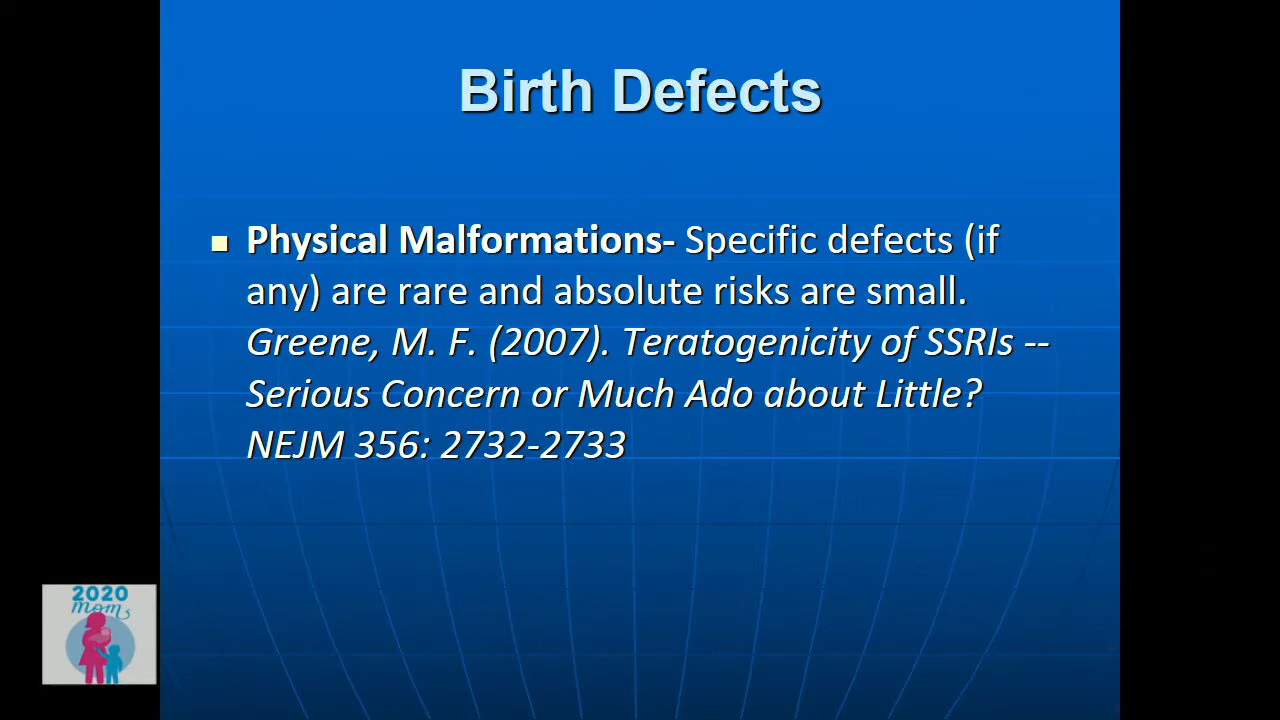 Birth Defects
Physical Malformations- Specific defects (if
any) are rare and absolute risks are small.
Greene, M. F. (2007). Teratogenicity of SSRIs --
Serious Concern or Much Ado about Little?
NEJM 356: 2732-2733
2020
moms